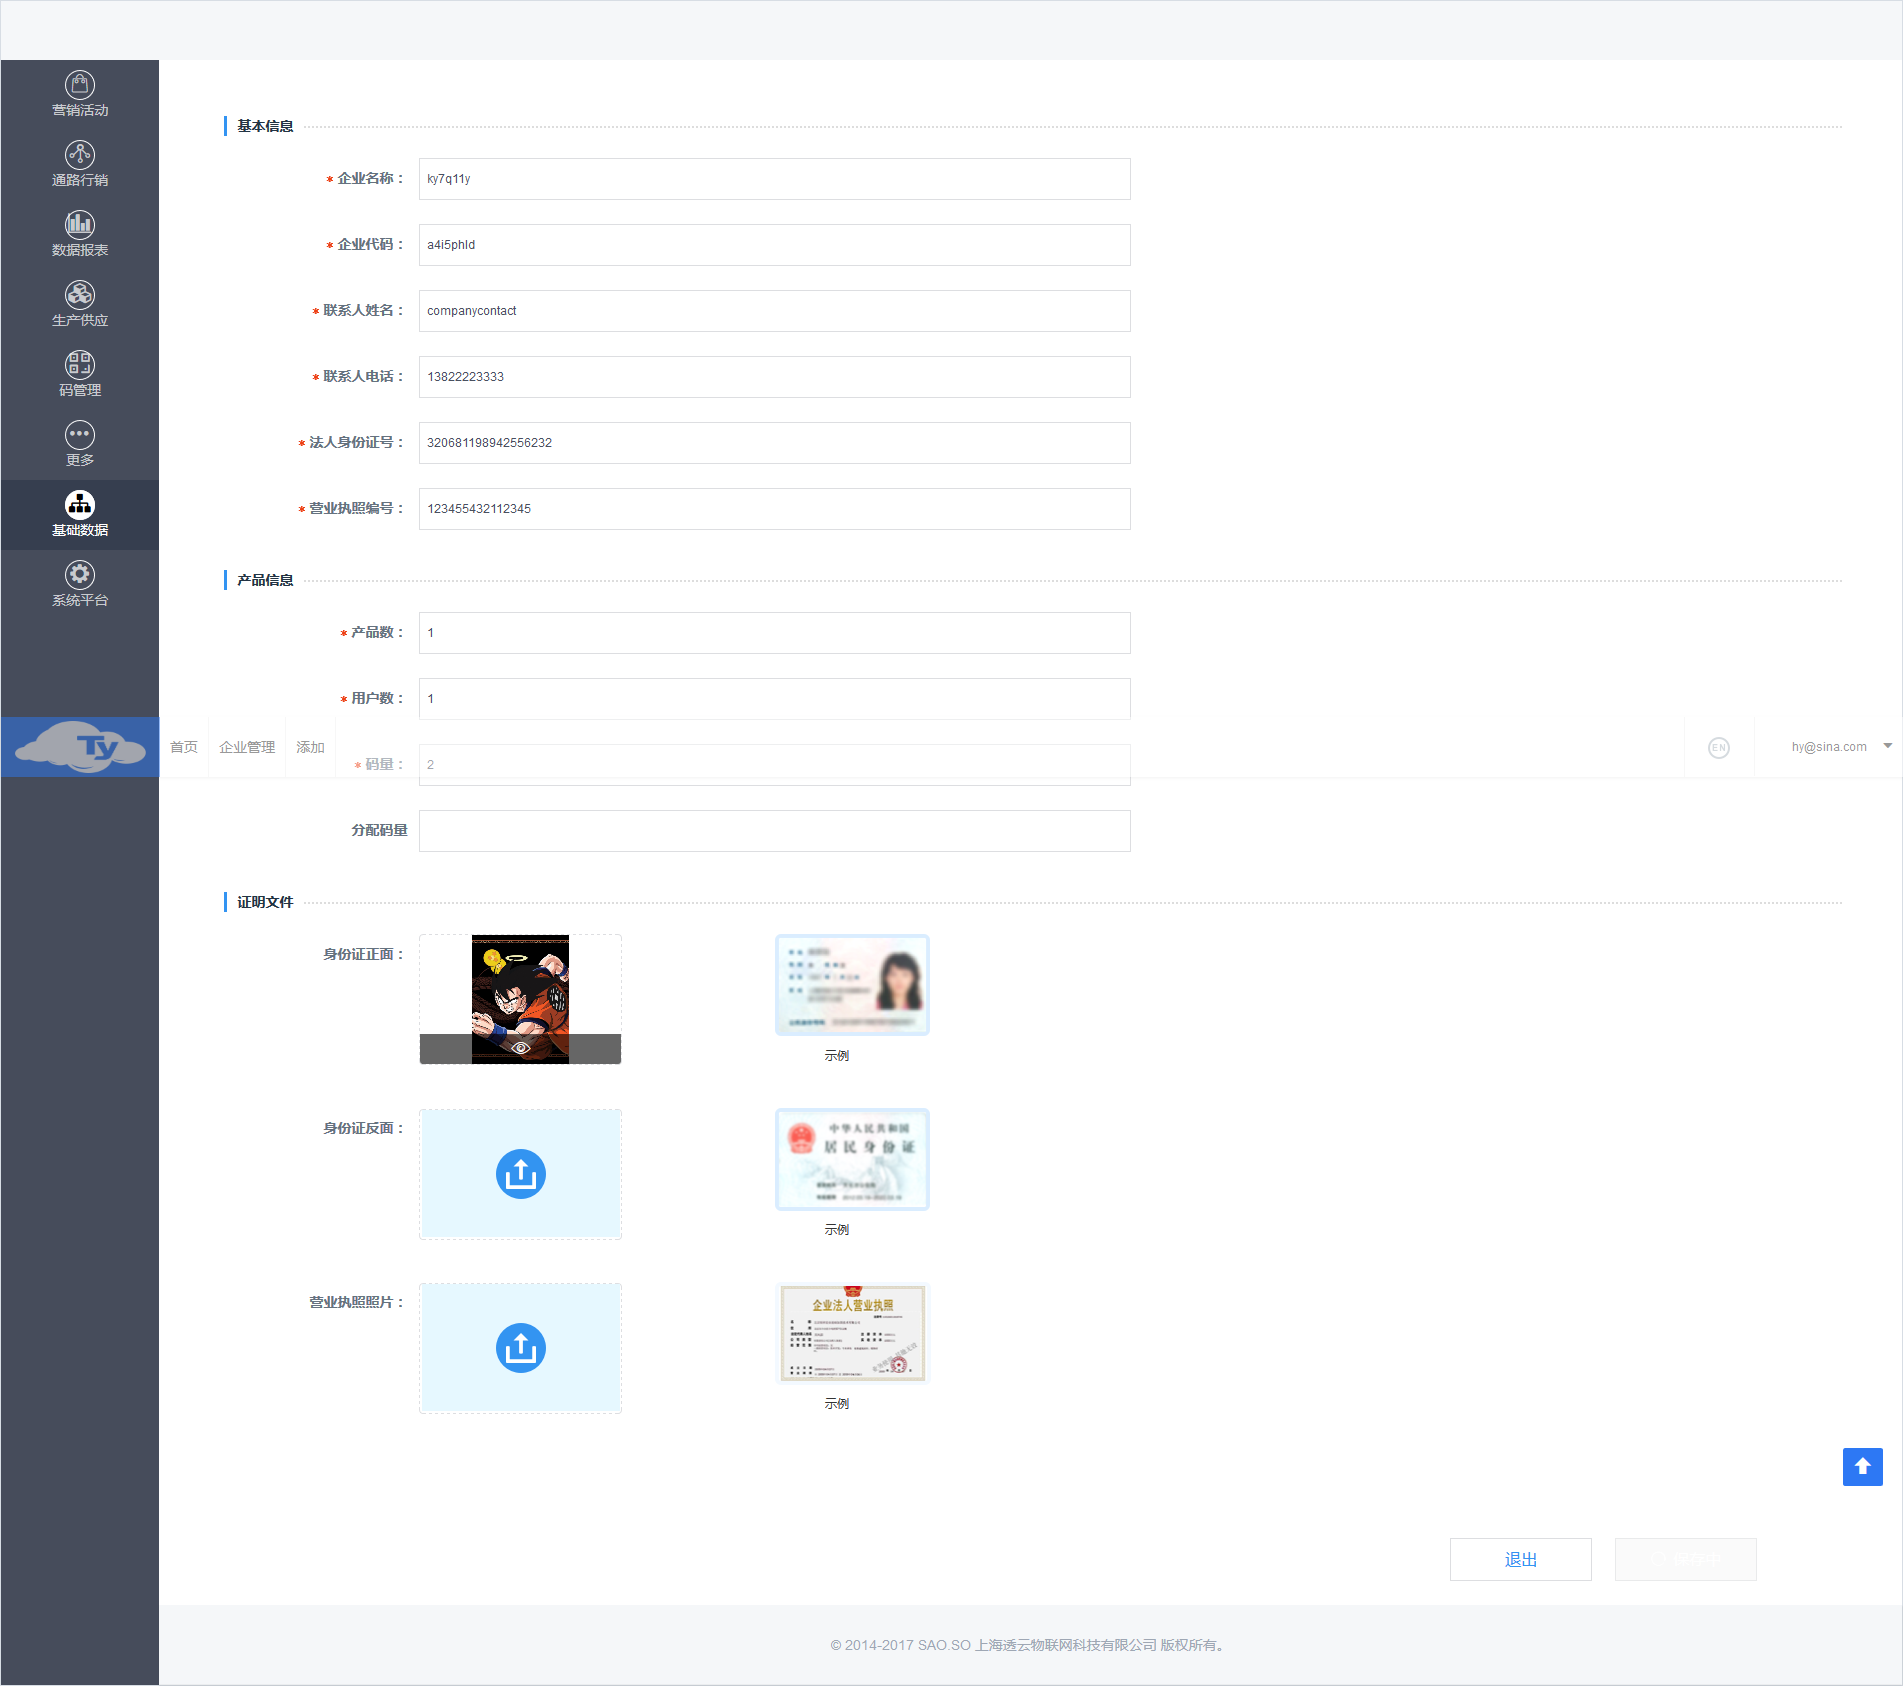 营销活动
通路行销
数据报表
生产供应
码管理
更多
基础数据
系统平台
基本信息
* 企业名称： ky7q11y
* 企业代码： a4i5phld
* 联系人姓名： companycontact
* 联系人电话： 13822223333
* 法人身份证号： 320681198942556232
* 营业执照编号： 123455432112345
产品信息
* 产品数： 1
* 用户数： 1
Ty 首页 企业管理 添加 EN hy@sina.com
* 码量： 2
分配码量
证明文件
身份证正面：
示例
身份证反面：
中华人民共和国
居民身份证
示例
营业执照照片：
企业法人营业执照
示例
退出 保存中
© 2014-2017 SAO.SO 上海透云物联网科技有限公司 版权所有。